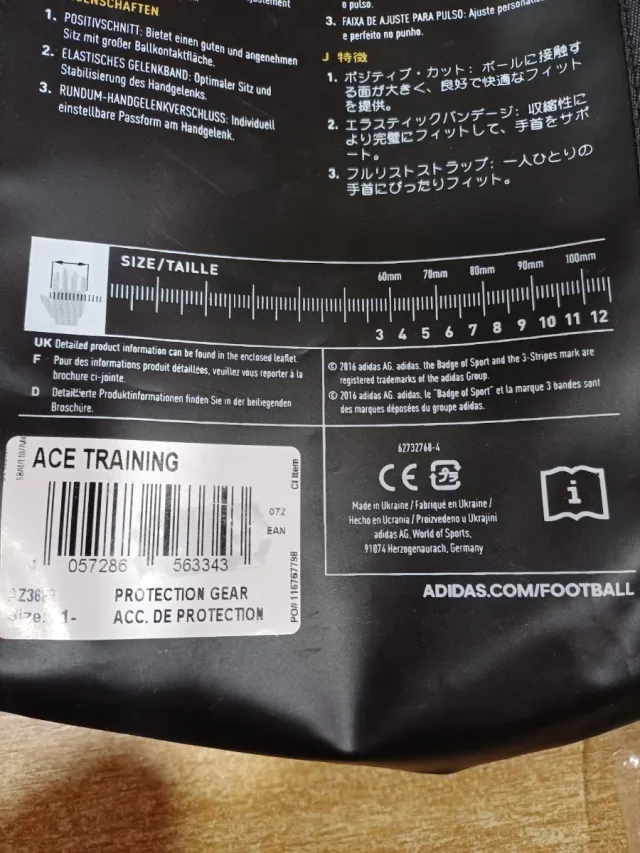 ENSCHAFTEN
1. POSITIVSCHNITT: Bietet einen guten und angenehmen
Sitz mit großer Ballkontaktfläche.
2. ELASTISCHES GELENKBAND: Optimaler Sitz und
Stabilisierung des Handgelenks.
3. RUNDUM-HANDGELENKVERSCHLUSS: Individuell
einstellbare Passform am Handgelenk.
o pulso.
3. FAIXA DE AJUSTE PARA PULSO: Ajuste
e perfeito no punho.
J 特徴
1. ポジティブ・カット: ボールに接触す
る面が大きく、良好で快適なフィット
を提供。
2. エラスティックバンデージ: 収縮性に
より完璧にフィットして、手首をサポ
ート。
3. フルリストストラップ: 一人ひとりの
手首にぴったりフィット。
SIZE/TAILLE
60mm 70mm 80mm 90mm 100mm
3 4 5 6 7 8 9 10 11 12
UK Detailed product information can be found in the enclosed leaflet
F Pour des informations produit détaillées, veuillez vous reporter à la
brochure ci-jointe.
D Detaillierte Produktinformationen finden Sie in der beiliegenden
Broschüre.
© 2016 adidas AG. adidas, the Badge of Sport and the 3-Stripes mark are
registered trademarks of the adidas Group.
© 2016 adidas AG. adidas, le "Badge of Sport" et la marque 3 bandes sont
des marques déposées du groupe adidas.
ACE TRAINING
CI Item
072
EAN
4 057286 563343
PROTECTION GEAR
Size: 1- ACC. DE PROTECTION
PO# 116767798
62732768-4
CE
i
Made in Ukraine / Fabriqué en Ukraine /
Hecho en Ucrania / Proizvedeno u Ukrajini
adidas AG, World of Sports,
91074 Herzogenaurach, Germany
ADIDAS.COM/FOOTBALL